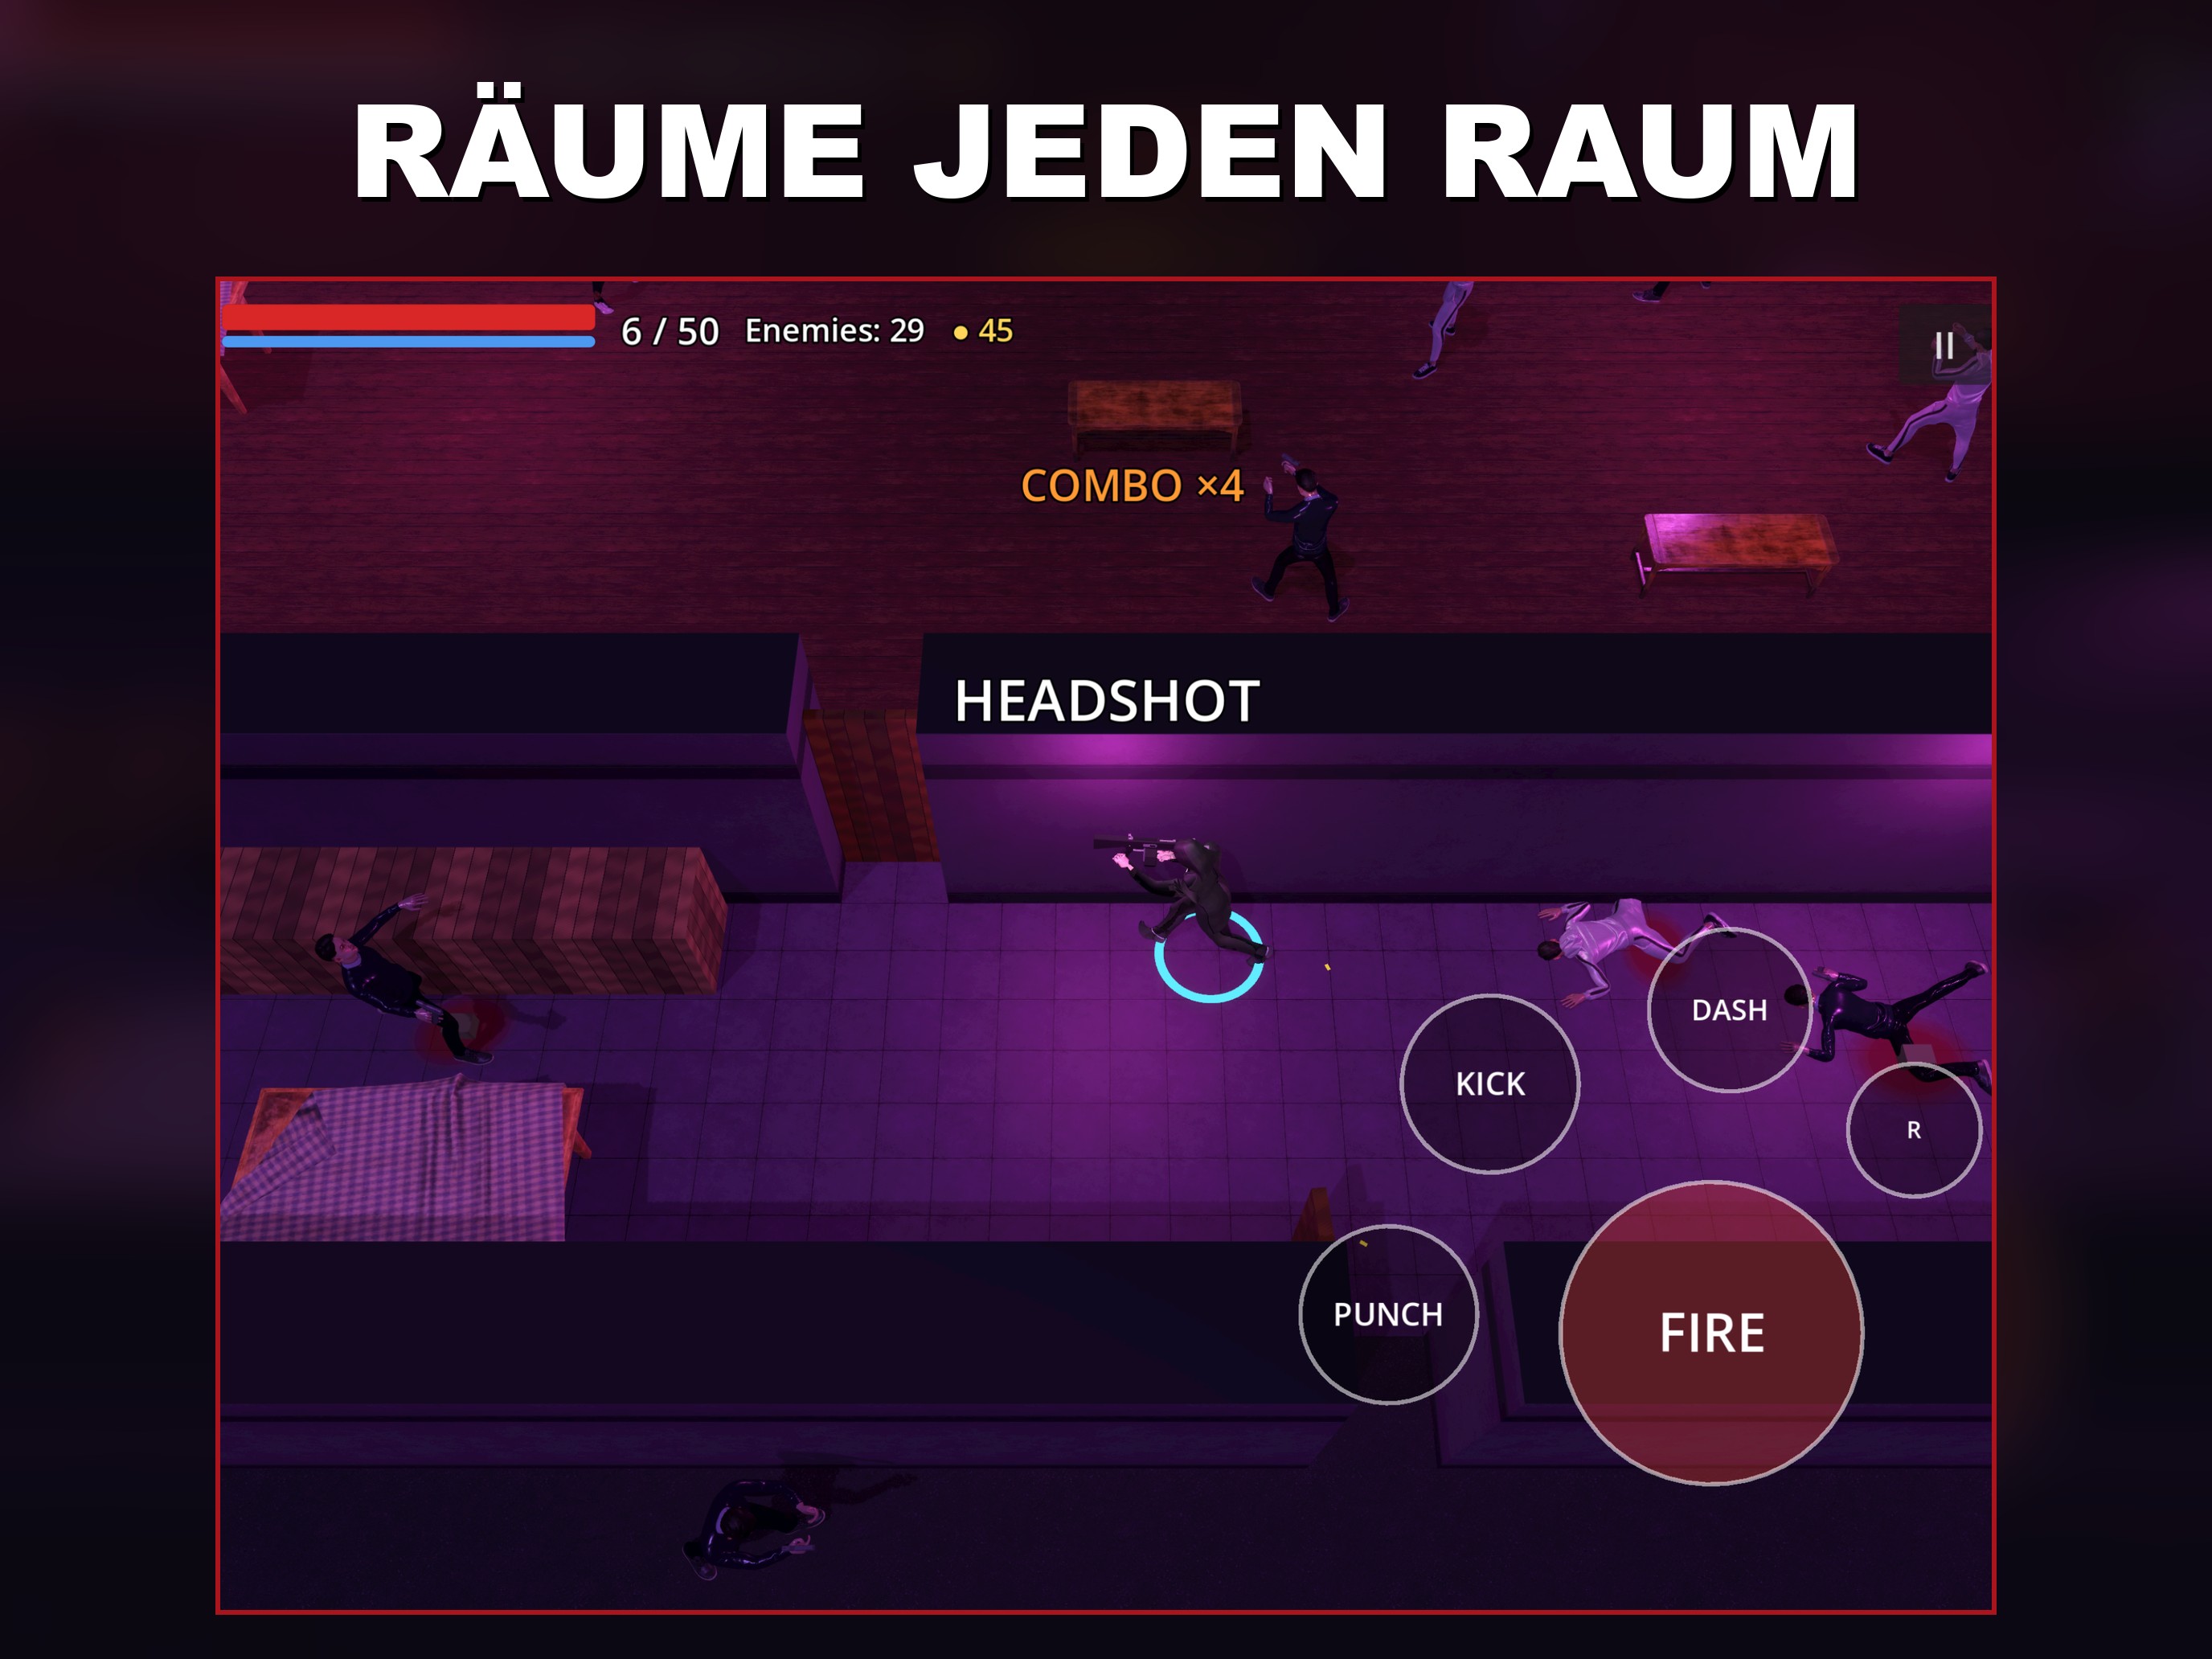 RÄUME JEDEN RAUM
6 / 50 Enemies: 29 45
COMBO ×4
HEADSHOT
DASH
KICK
R
PUNCH
FIRE